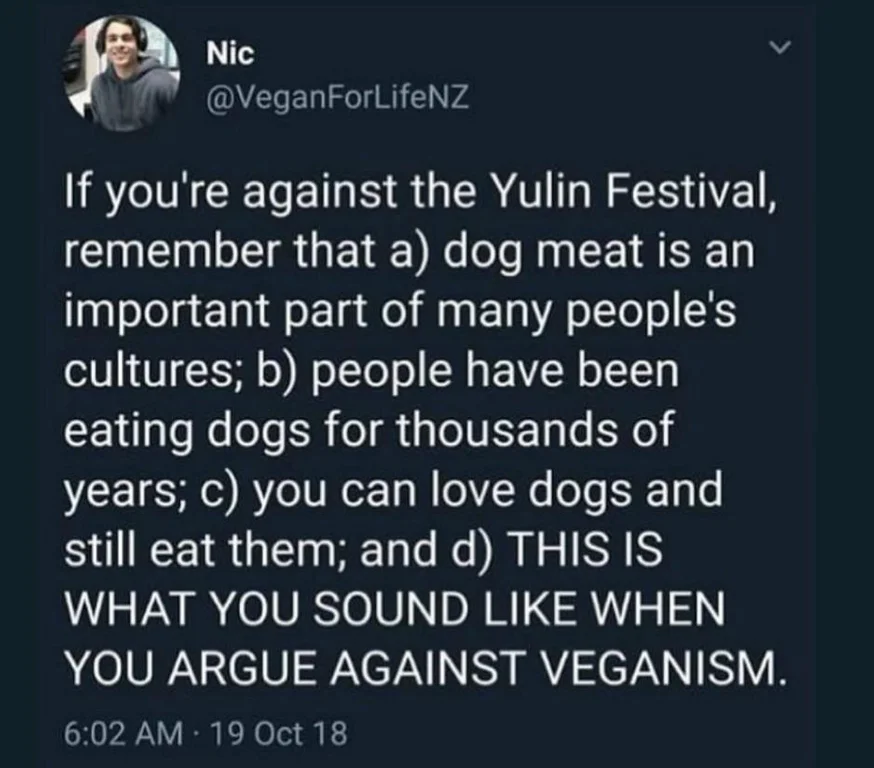 Nic
@VeganForLifeNZ
If you're against the Yulin Festival,
remember that a) dog meat is an
important part of many people's
cultures; b) people have been
eating dogs for thousands of
years; c) you can love dogs and
still eat them; and d) THIS IS
WHAT YOU SOUND LIKE WHEN
YOU ARGUE AGAINST VEGANISM.
6:02 AM · 19 Oct 18